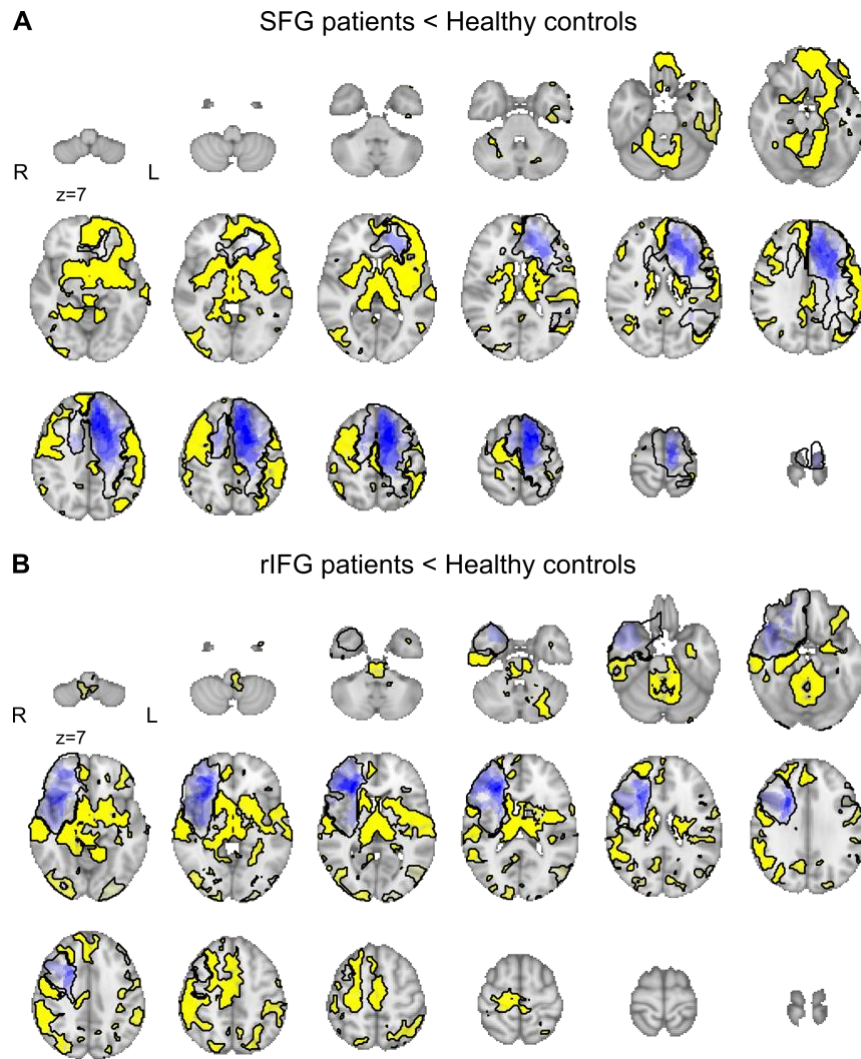 A
SFG patients < Healthy controls
R
L
z=7
B
rIFG patients < Healthy controls
R
L
z=7